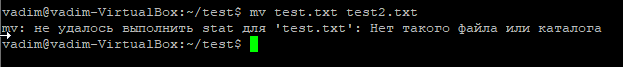 vadim@vadim-VirtualBox:~/test$ mv test.txt test2.txt
mv: не удалось выполнить stat для 'test.txt': Нет такого файла или каталога
vadim@vadim-VirtualBox:~/test$